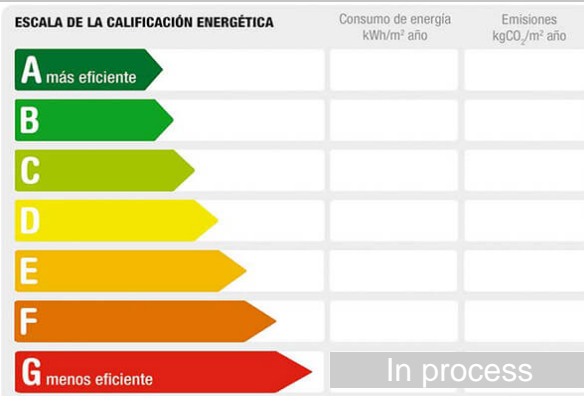 ESCALA DE LA CALIFICACIÓN ENERGÉTICA
Consumo de energía
kWh/m² año
Emisiones
kgCO₂/m² año
A más eficiente
B
C
D
E
F
G menos eficiente
In process